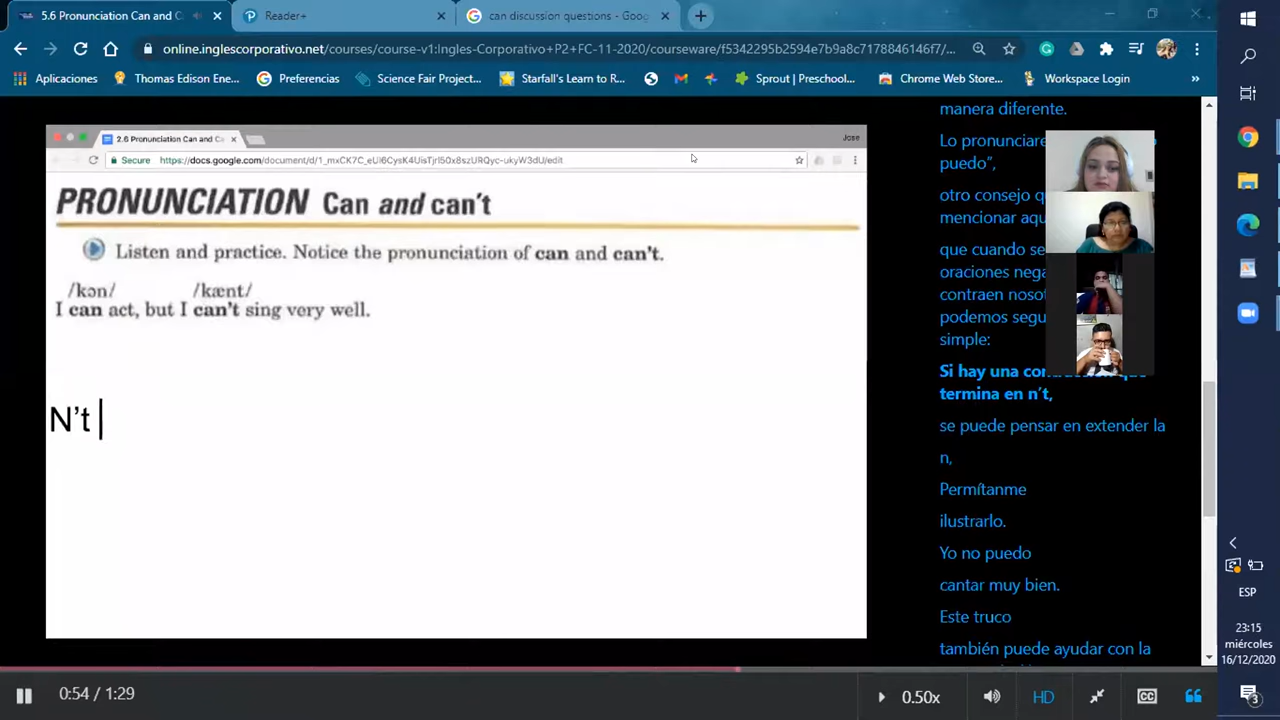 5.6 Pronunciation Can and C
Reader+
can discussion questions - Goog
online.inglescorporativo.net/courses/course-v1:Ingles-Corporativo+P2+FC-11-2020/courseware/f5342295b2594e7b9a8c7178846146f7/...
Aplicaciones
Thomas Edison Ene...
Preferencias
Science Fair Project...
Starfall's Learn to R...
Sprout | Preschool...
Chrome Web Store...
Workspace Login
»
2.6 Pronunciation Can and Ca
Jose
Secure
https://docs.google.com/document/d/1_mxCK7C_eUI6CysK4UisTjrl50x8szURQyc-ukyW3dU/edit
PRONUNCIATION Can and can't
Listen and practice. Notice the pronunciation of can and can't.
/kən/ /kænt/
I can act, but I can't sing very well.
N't
manera diferente.
Lo pronunciare
puedo",
otro consejo q
mencionar aqu
que cuando se
oraciones nega
contraen nosot
podemos segu
simple:
Si hay una con que
termina en n't,
se puede pensar en extender la
n,
Permítanme
ilustrarlo.
Yo no puedo
cantar muy bien.
Este truco
también puede ayudar con la
0:54 / 1:29
0.50x
HD
CC
ESP
23:15
miércoles
16/12/2020
3